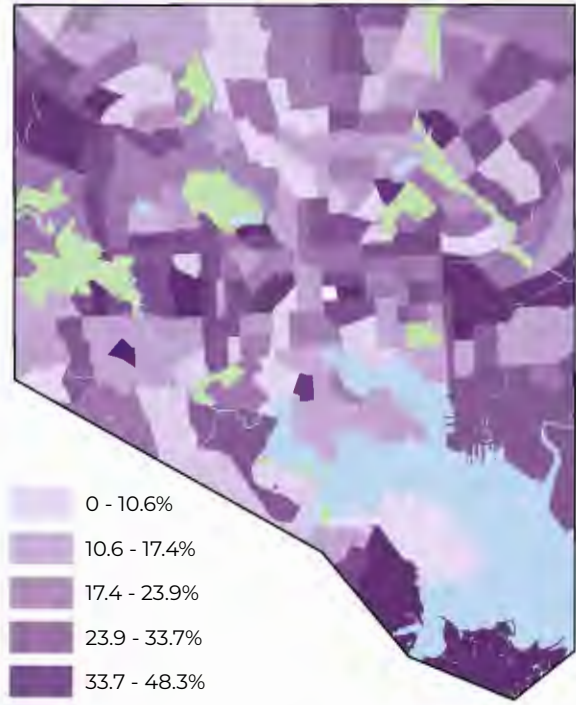 0 - 10.6%
10.6 - 17.4%
17.4 - 23.9%
23.9 - 33.7%
33.7 - 48.3%